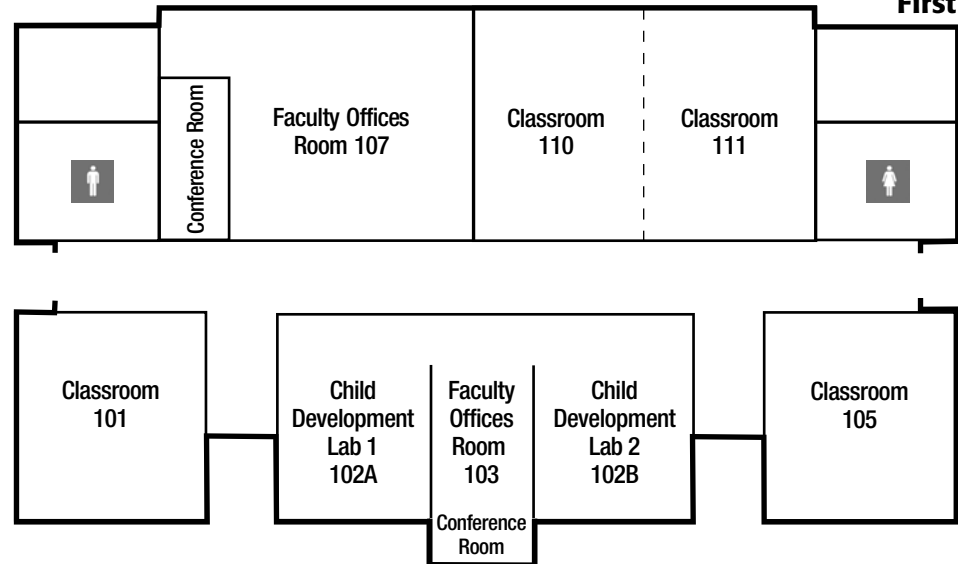 First
Conference Room
Faculty Offices
Room 107
Classroom
110
Classroom
111
Classroom
101
Child
Development
Lab 1
102A
Faculty
Offices
Room
103
Child
Development
Lab 2
102B
Classroom
105
Conference
Room